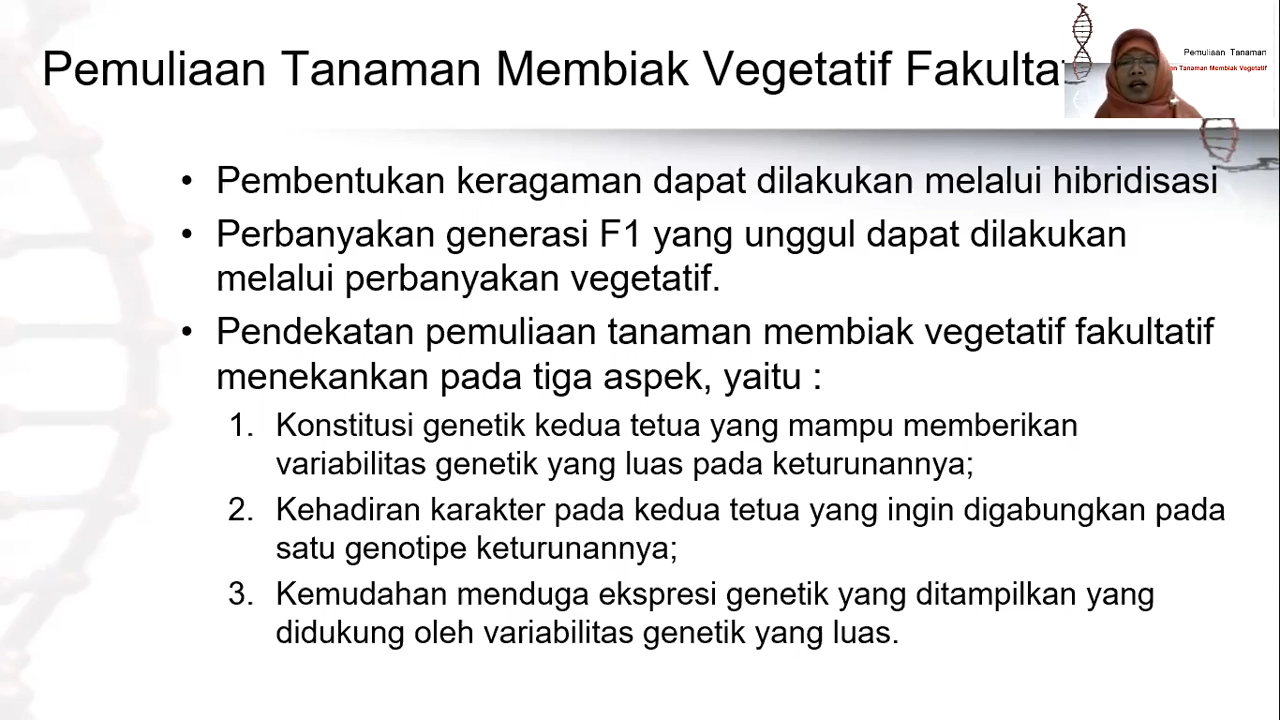 Pemuliaan Tanaman Membiak Vegetatif
Pemuliaan Tanaman
Tanaman Membiak Vegetatif
• Pembentukan keragaman dapat dilakukan melalui hibridisasi
• Perbanyakan generasi F1 yang unggul dapat dilakukan
melalui perbanyakan vegetatif.
• Pendekatan pemuliaan tanaman membiak vegetatif fakultatif
menekankan pada tiga aspek, yaitu :
1. Konstitusi genetik kedua tetua yang mampu memberikan
variabilitas genetik yang luas pada keturunannya;
2. Kehadiran karakter pada kedua tetua yang ingin digabungkan pada
satu genotipe keturunannya;
3. Kemudahan menduga ekspresi genetik yang ditampilkan yang
didukung oleh variabilitas genetik yang luas.